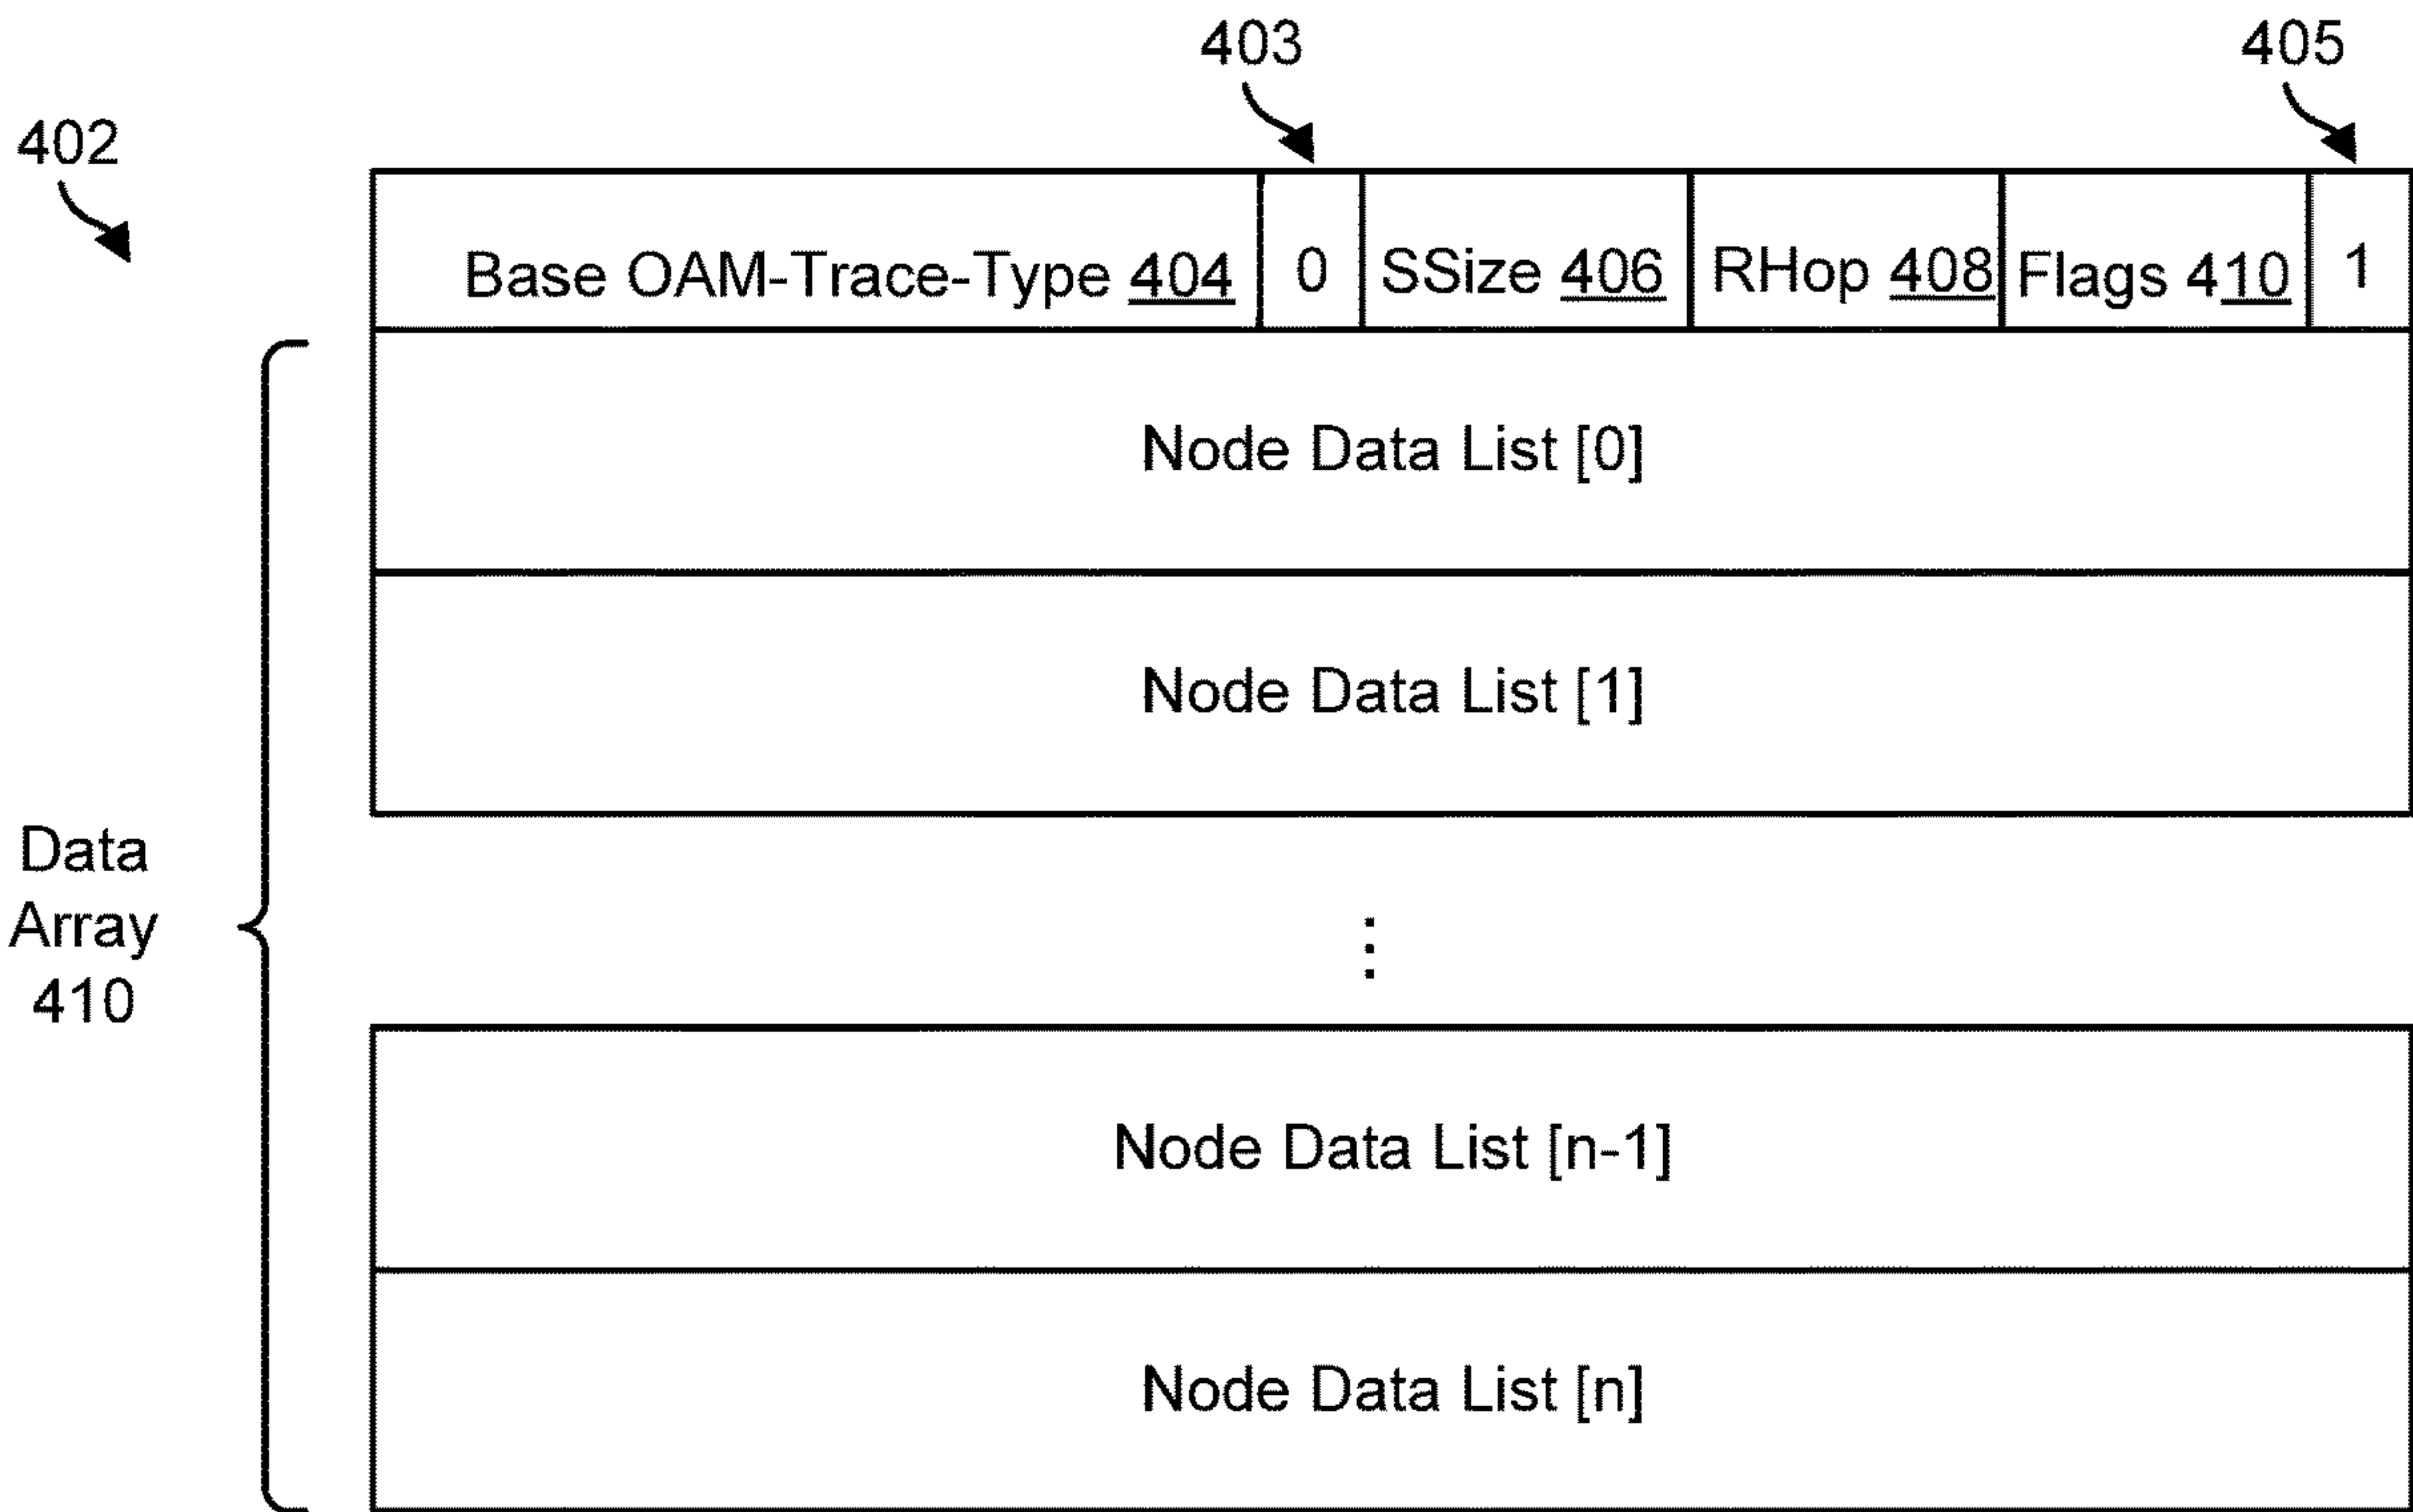 403
405
402
Base OAM-Trace-Type 404 0 SSize 406 RHop 408 Flags 410 1
Node Data List [0]
Node Data List [1]
Data
Array
410
⋮
Node Data List [n-1]
Node Data List [n]